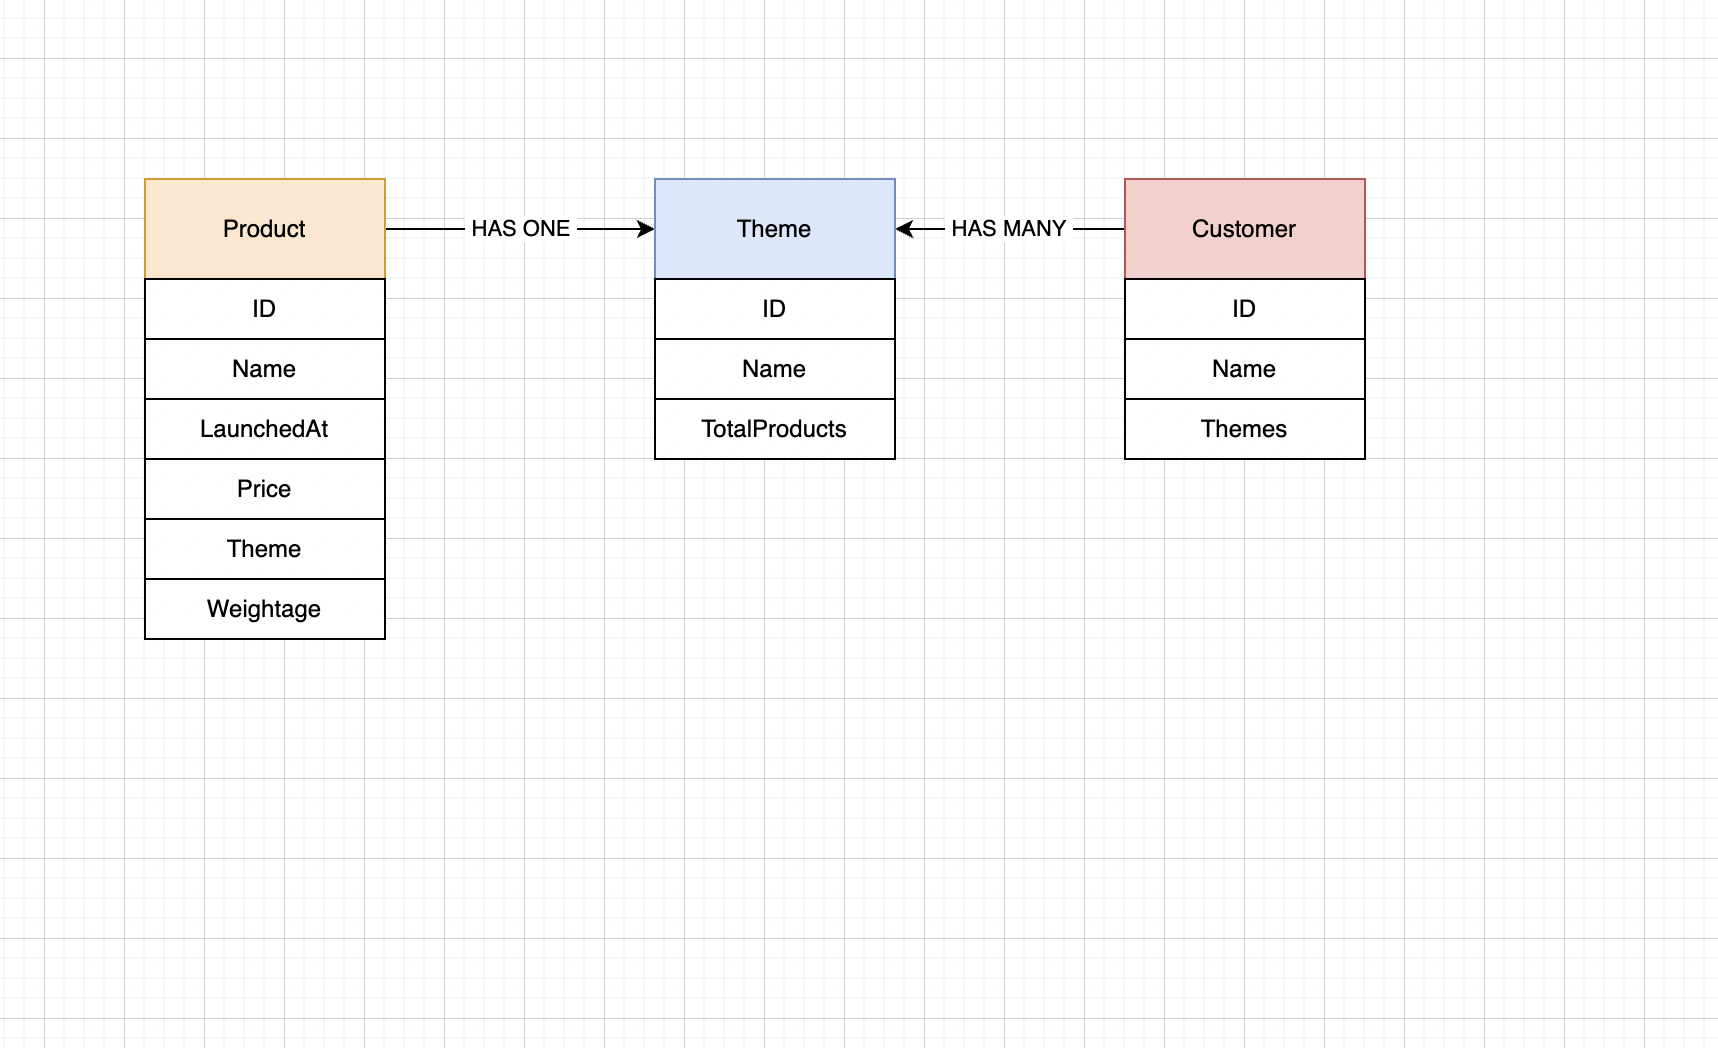 Product
HAS ONE
Theme
HAS MANY
Customer
ID
Name
LaunchedAt
Price
Theme
Weightage
ID
Name
TotalProducts
ID
Name
Themes